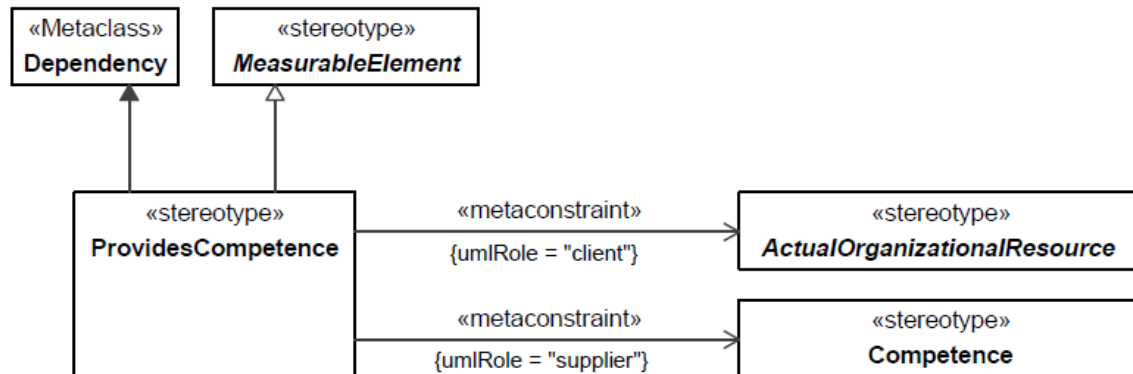 «Metaclass»
Dependency
«stereotype»
MeasurableElement
«stereotype»
ProvidesCompetence
«metaconstraint»
{umlRole = "client"}
«stereotype»
ActualOrganizationalResource
«metaconstraint»
{umlRole = "supplier"}
«stereotype»
Competence